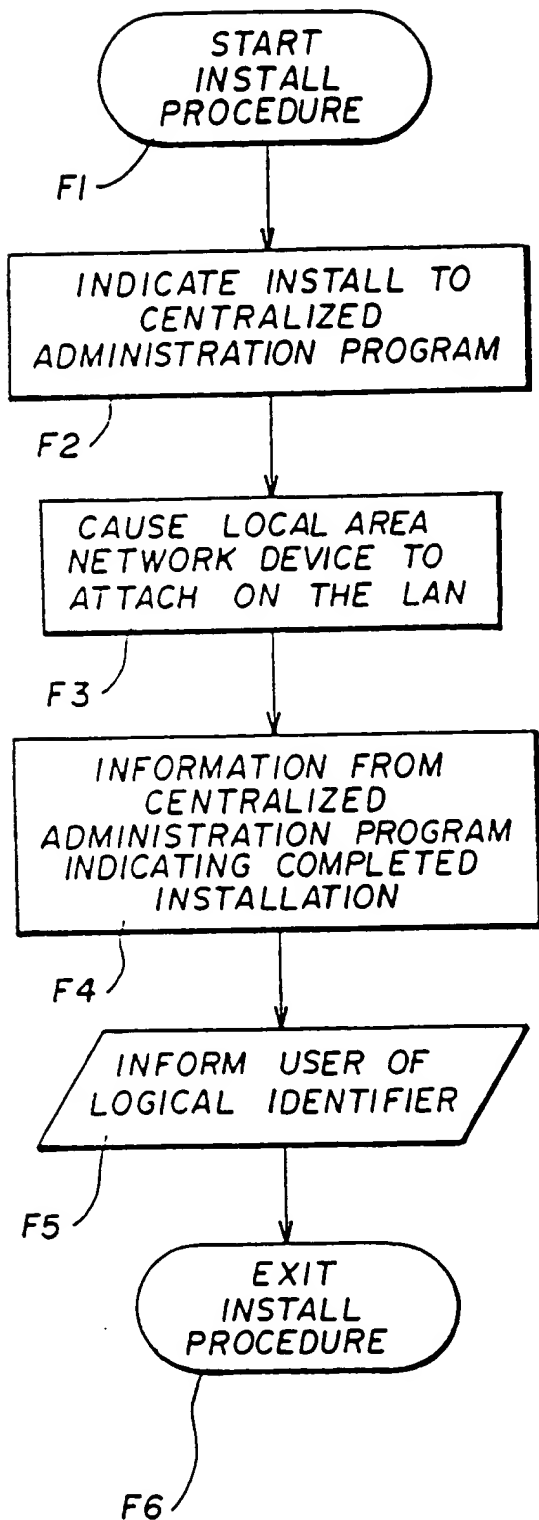 START
INSTALL
PROCEDURE
F1
INDICATE INSTALL TO
CENTRALIZED
ADMINISTRATION PROGRAM
F2
CAUSE LOCAL AREA
NETWORK DEVICE TO
ATTACH ON THE LAN
F3
INFORMATION FROM
CENTRALIZED
ADMINISTRATION PROGRAM
INDICATING COMPLETED
INSTALLATION
F4
INFORM USER OF
LOGICAL IDENTIFIER
F5
EXIT
INSTALL
PROCEDURE
F6